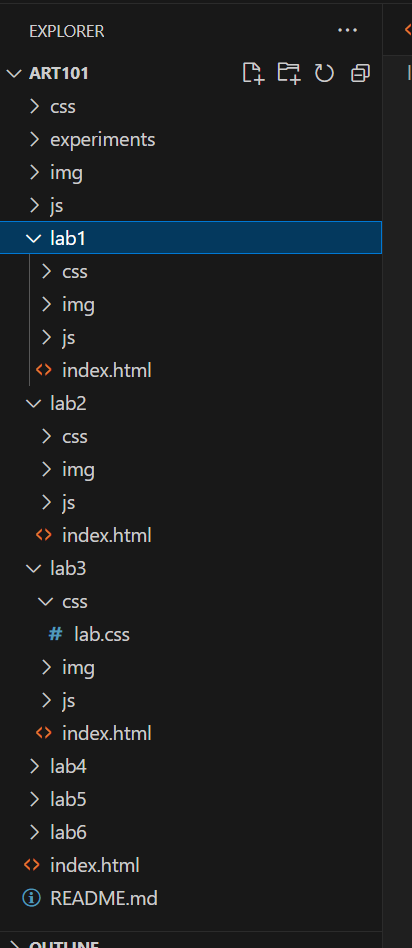 EXPLORER
ART101
css
experiments
img
js
lab1
css
img
js
index.html
lab2
css
img
js
index.html
lab3
css
lab.css
img
js
index.html
lab4
lab5
lab6
index.html
README.md
OUTLINE